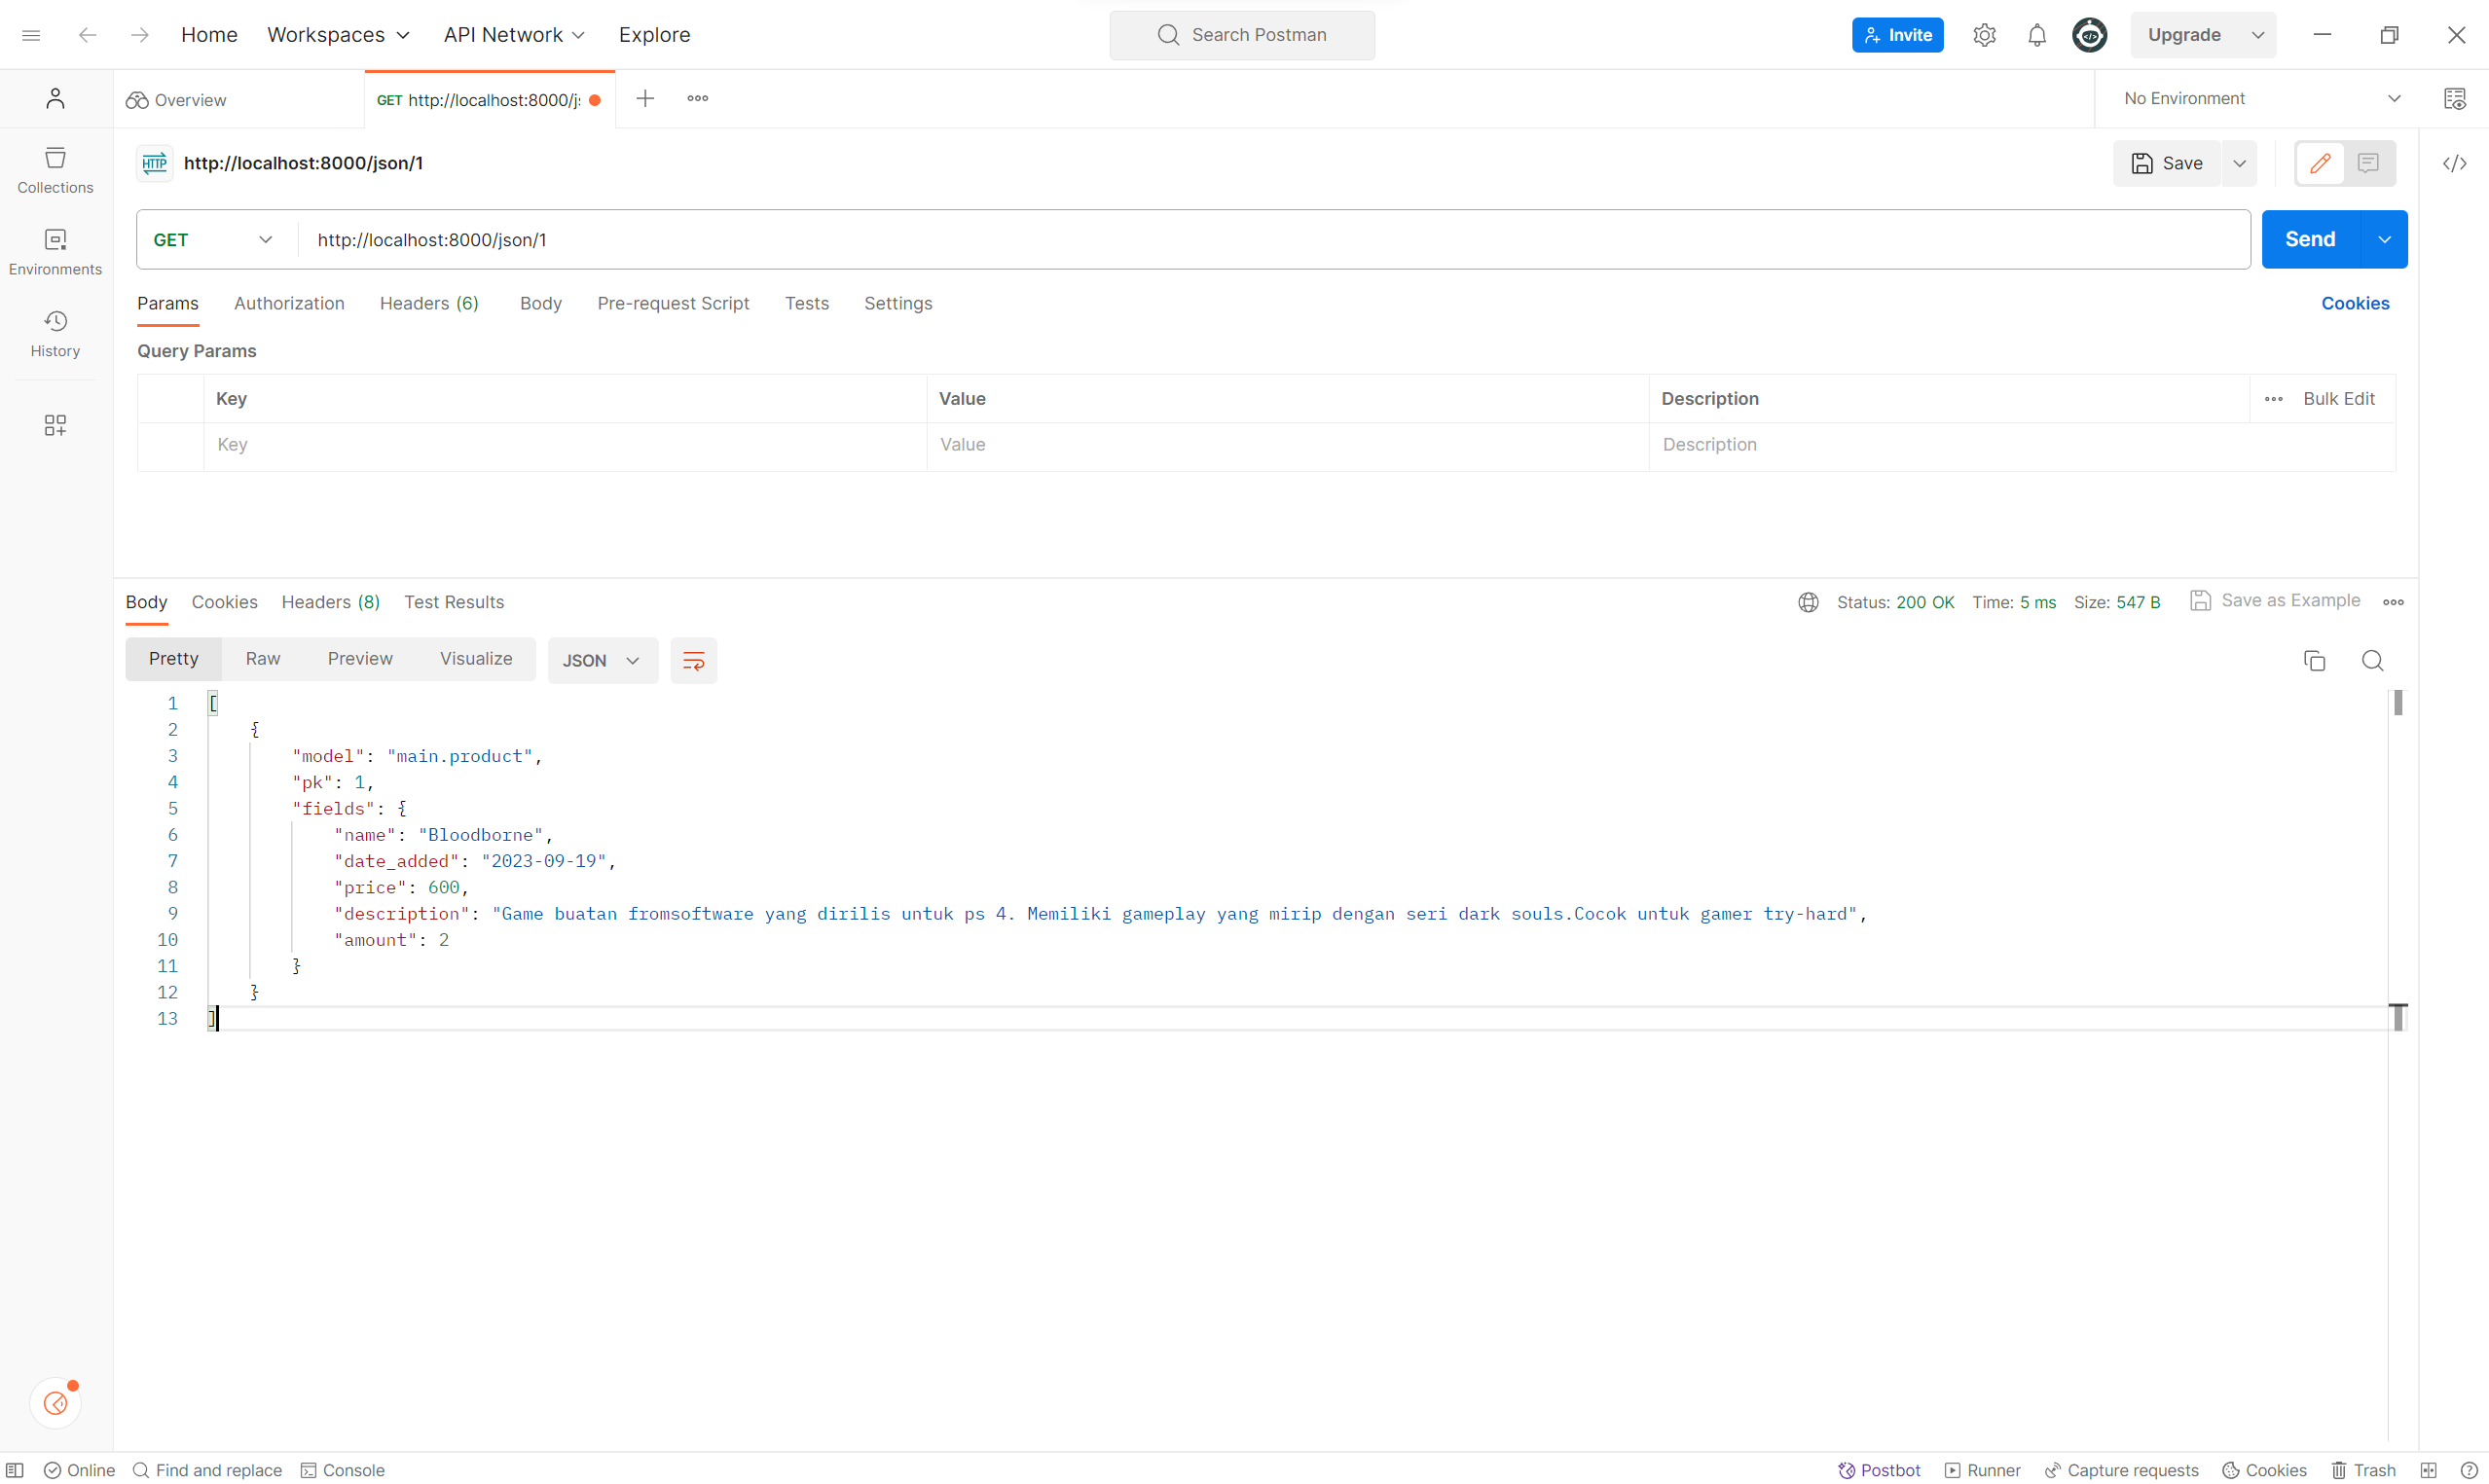 Home Workspaces API Network Explore Search Postman Invite Upgrade
Overview GET http://localhost:8000/j: No Environment
HTTP http://localhost:8000/json/1 Save
Collections
Environments
History
GET http://localhost:8000/json/1 Send
Params Authorization Headers (6) Body Pre-request Script Tests Settings Cookies
Query Params
Key Value Description Bulk Edit
Key Value Description
Body Cookies Headers (8) Test Results Status: 200 OK Time: 5 ms Size: 547 B Save as Example
Pretty Raw Preview Visualize JSON
1 [
2 {
3 "model": "main.product",
4 "pk": 1,
5 "fields": {
6 "name": "Bloodborne",
7 "date_added": "2023-09-19",
8 "price": 600,
9 "description": "Game buatan fromsoftware yang dirilis untuk ps 4. Memiliki gameplay yang mirip dengan seri dark souls.Cocok untuk gamer try-hard",
10 "amount": 2
11 }
12 }
13 ]
Online Find and replace Console Postbot Runner Capture requests Cookies Trash